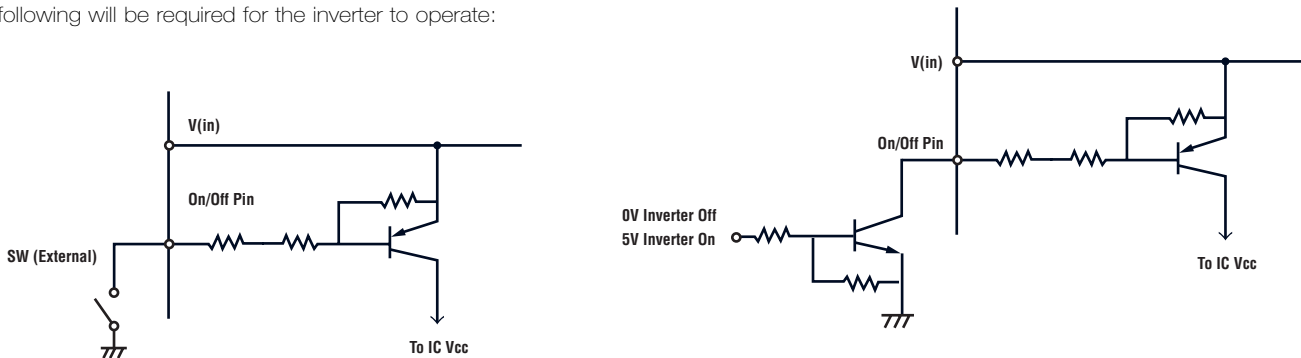 following will be required for the inverter to operate:
V(in)
On/Off Pin
SW (External)
To IC Vcc
V(in)
On/Off Pin
0V Inverter Off
5V Inverter On
To IC Vcc